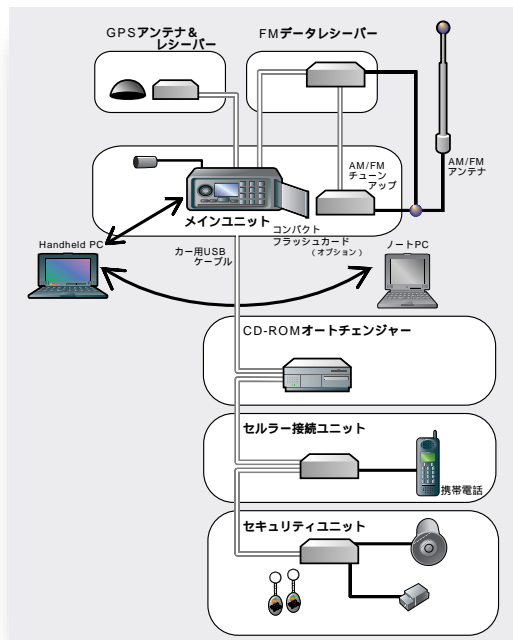 GPSアンテナ&
レシーバー
FMデータレシーバー
AM/FM
チューン
アップ
AM/FM
アンテナ
メインユニット
コンパクト
フラッシュカード
(オプション)
Handheld PC
カー用USB
ケーブル
ノートPC
CD-ROMオートチェンジャー
セルラー接続ユニット
携帯電話
セキュリティユニット